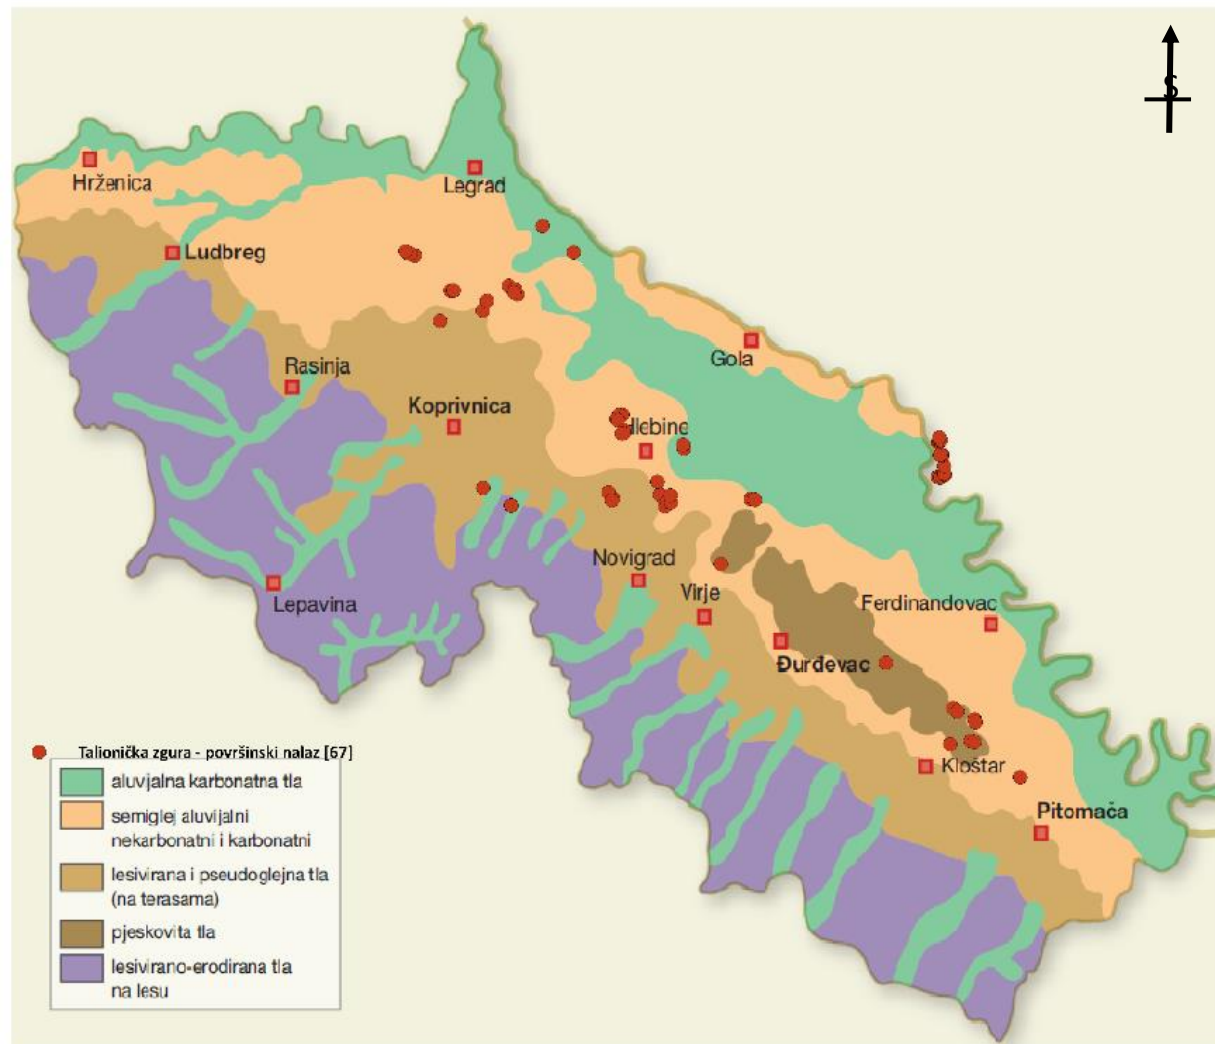 S
Hrženica
Legrad
Ludbreg
Gola
Rasinja
Koprivnica
Hlebine
Novigrad
Virje
Lepavina
Ferdinandovac
Đurđevac
Kloštar
Pitomača
Talionička zgura - površinski nalaz [67]
aluvjalna karbonatna tla
semiglej aluvijalni
nekarbonatni i karbonatni
lesivirana i pseudoglejna tla
(na terasama)
pjeskovita tla
lesivirano-erodirana tla
na lesu